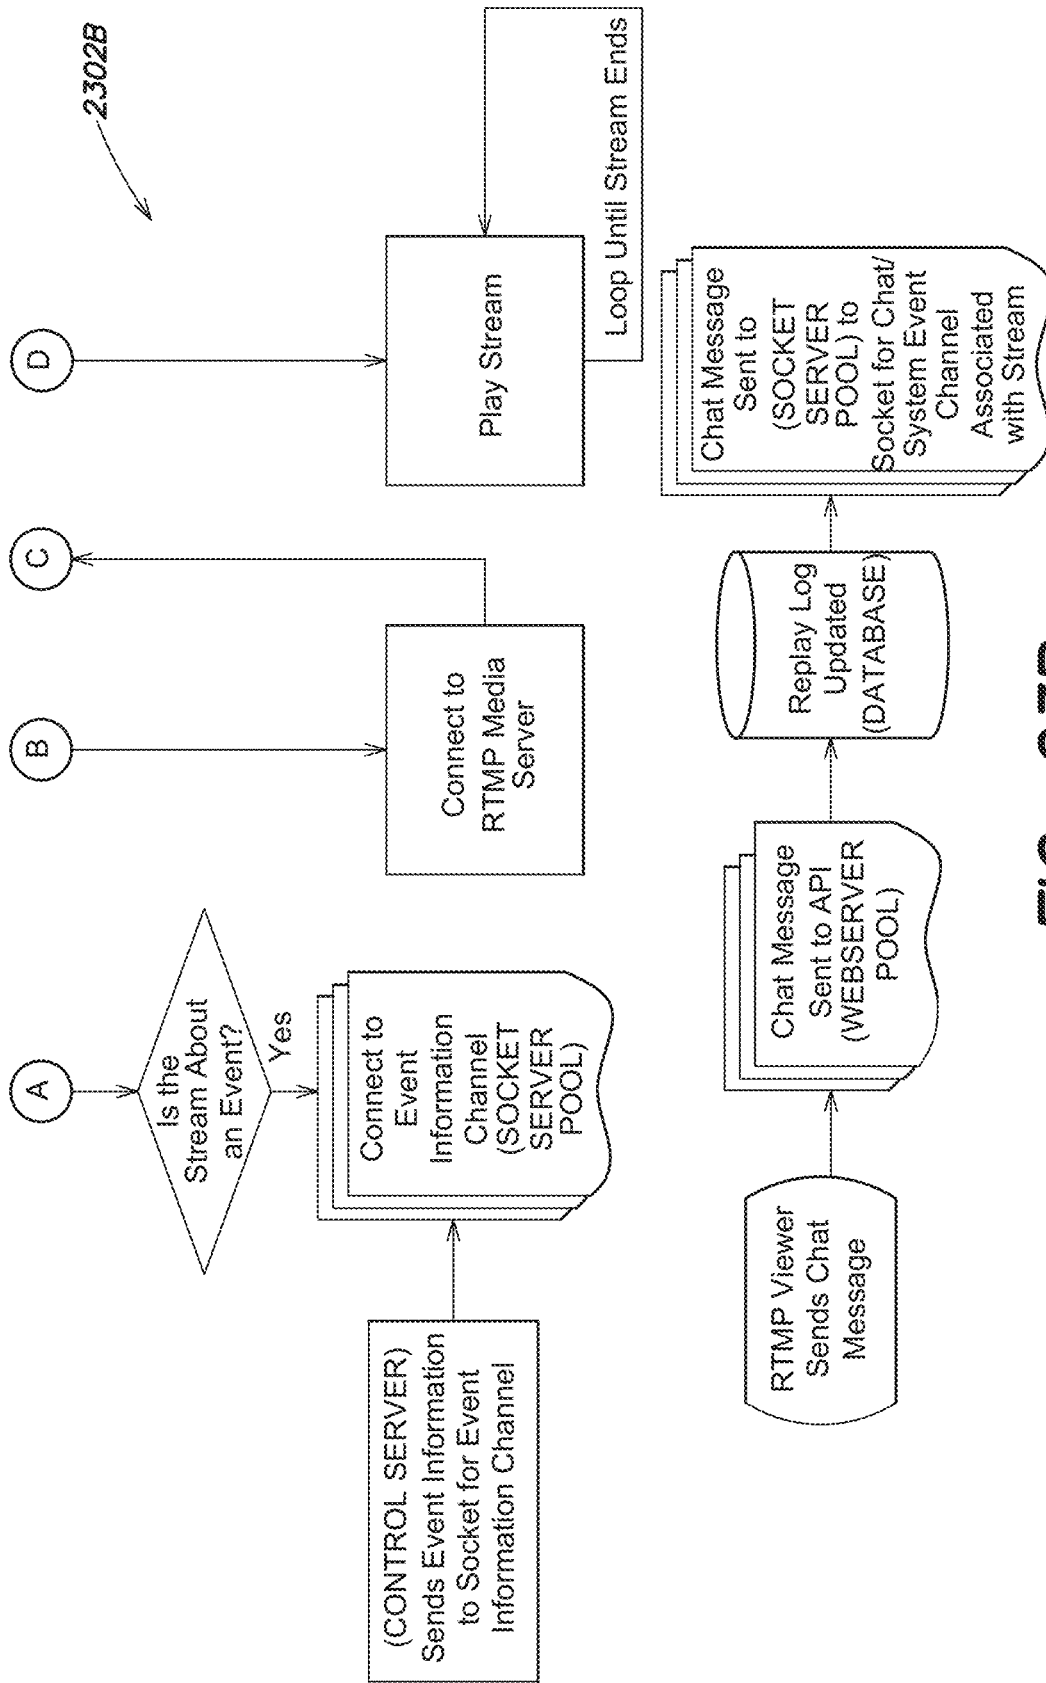 2302B
A
B
C
D
Is the
Stream About
an Event?
Yes
Connect to
RTMP Media
Server
Play Stream
Loop Until Stream Ends
(CONTROL SERVER)
Sends Event Information
to Socket for Event
Information Channel
Connect to
Event
Information
Channel
(SOCKET
SERVER
POOL)
RTMP Viewer
Sends Chat
Message
Chat Message
Sent to API
(WEBSERVER
POOL)
Replay Log
Updated
(DATABASE)
Chat Message
Sent to
(SOCKET
SERVER
POOL) to
Socket for Chat/
System Event
Channel
Associated
with Stream